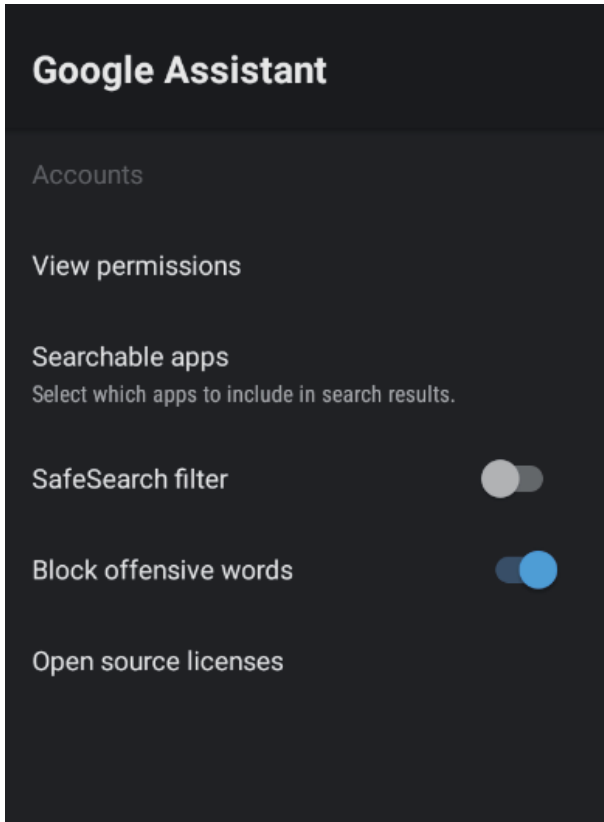 Google Assistant
Accounts
View permissions
Searchable apps
Select which apps to include in search results.
SafeSearch filter
Block offensive words
Open source licenses